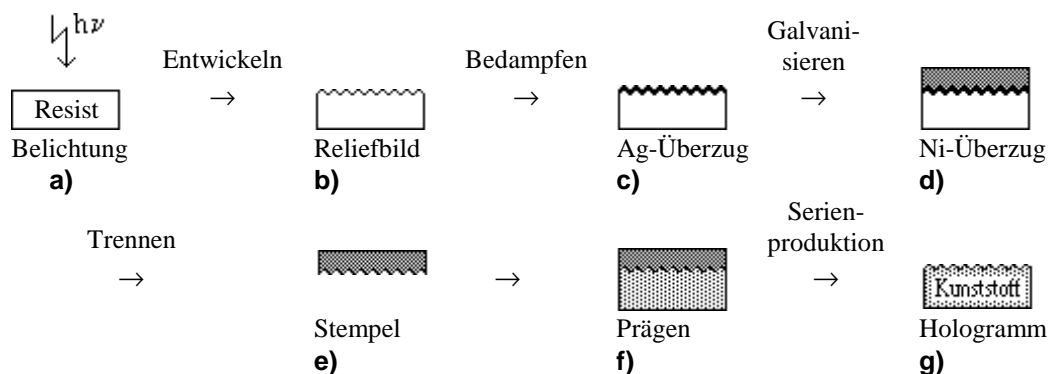 hν
Resist
Belichtung
a)
Entwickeln
→
Reliefbild
b)
Bedampfen
→
Ag-Überzug
c)
Galvani-
sieren
→
Ni-Überzug
d)
Trennen
→
Stempel
e)
→
Prägen
f)
Serien-
produktion
→
Kunststoff
Hologramm
g)